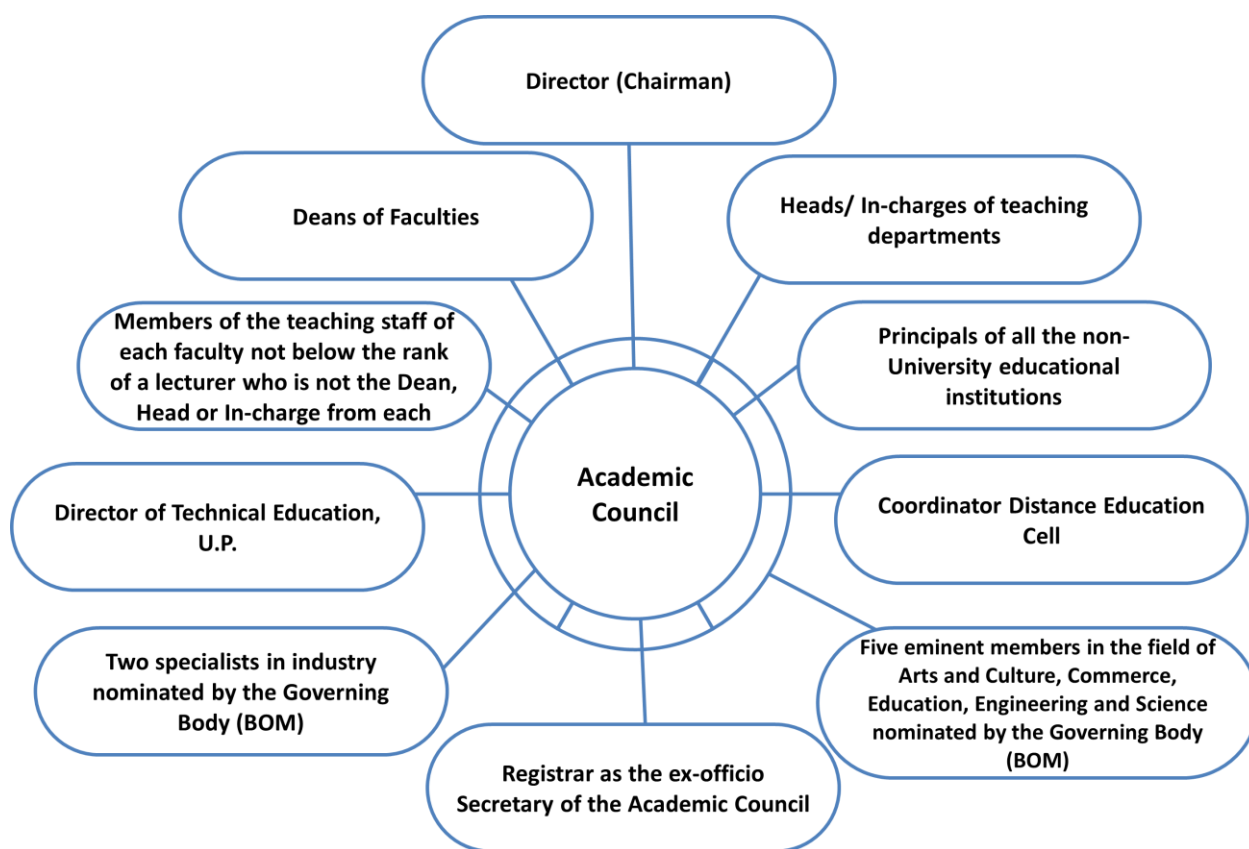 Director (Chairman)
Deans of Faculties
Heads/ In-charges of teaching
departments
Members of the teaching staff of
each faculty not below the rank
of a lecturer who is not the Dean,
Head or In-charge from each
Principals of all the non-
University educational
institutions
Academic
Council
Director of Technical Education,
U.P.
Coordinator Distance Education
Cell
Two specialists in industry
nominated by the Governing
Body (BOM)
Five eminent members in the field of
Arts and Culture, Commerce,
Education, Engineering and Science
nominated by the Governing Body
(BOM)
Registrar as the ex-officio
Secretary of the Academic Council